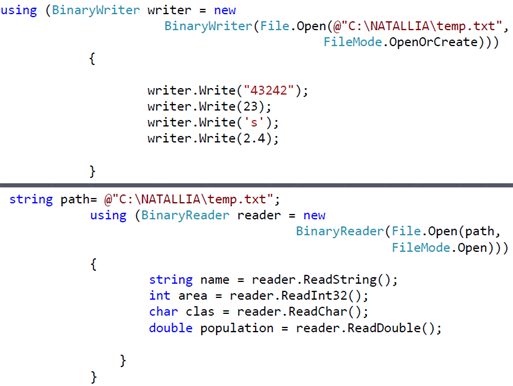 using (BinaryWriter writer = new
BinaryWriter(File.Open(@"C:\NATALLIA\temp.txt",
FileMode.OpenOrCreate)))
{
writer.Write("43242");
writer.Write(23);
writer.Write('s');
writer.Write(2.4);
}
string path= @"C:\NATALLIA\temp.txt";
using (BinaryReader reader = new
BinaryReader(File.Open(path,
FileMode.Open)))
{
string name = reader.ReadString();
int area = reader.ReadInt32();
char clas = reader.ReadChar();
double population = reader.ReadDouble();
}
}